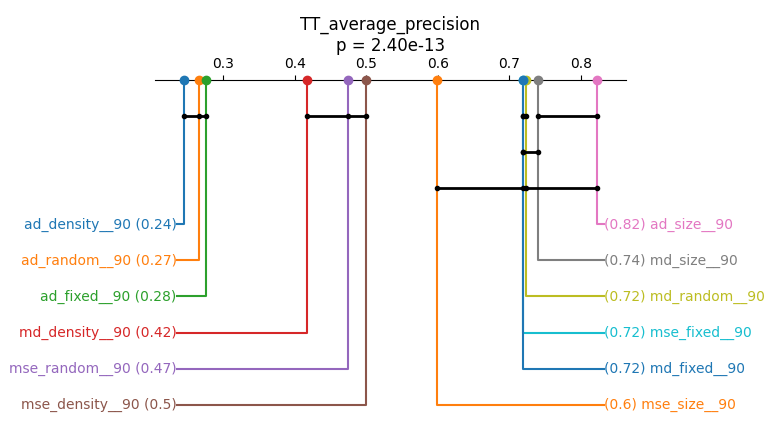 TT_average_precision
p = 2.40e-13
0.3 0.4 0.5 0.6 0.7 0.8
ad_density__90 (0.24)
(0.82) ad_size__90
ad_random__90 (0.27)
(0.74) md_size__90
ad_fixed__90 (0.28)
(0.72) md_random__90
md_density__90 (0.42)
(0.72) mse_fixed__90
mse_random__90 (0.47)
(0.72) md_fixed__90
mse_density__90 (0.5)
(0.6) mse_size__90